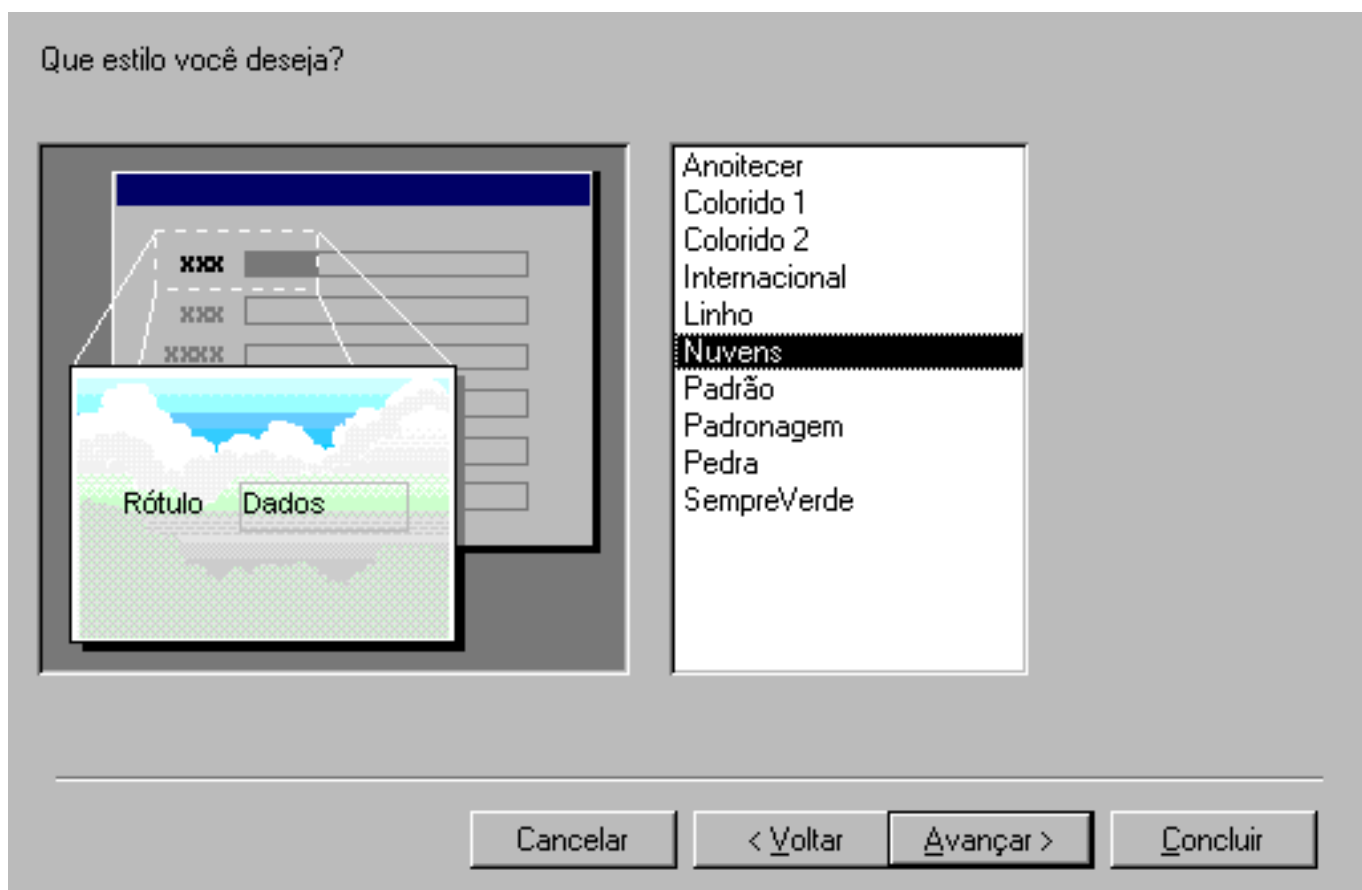 Que estilo você deseja?
xxx
xxx
xxxx
Rótulo Dados
Anoitecer
Colorido 1
Colorido 2
Internacional
Linho
Nuvens
Padrão
Padronagem
Pedra
SempreVerde
Cancelar < Voltar Avançar > Concluir